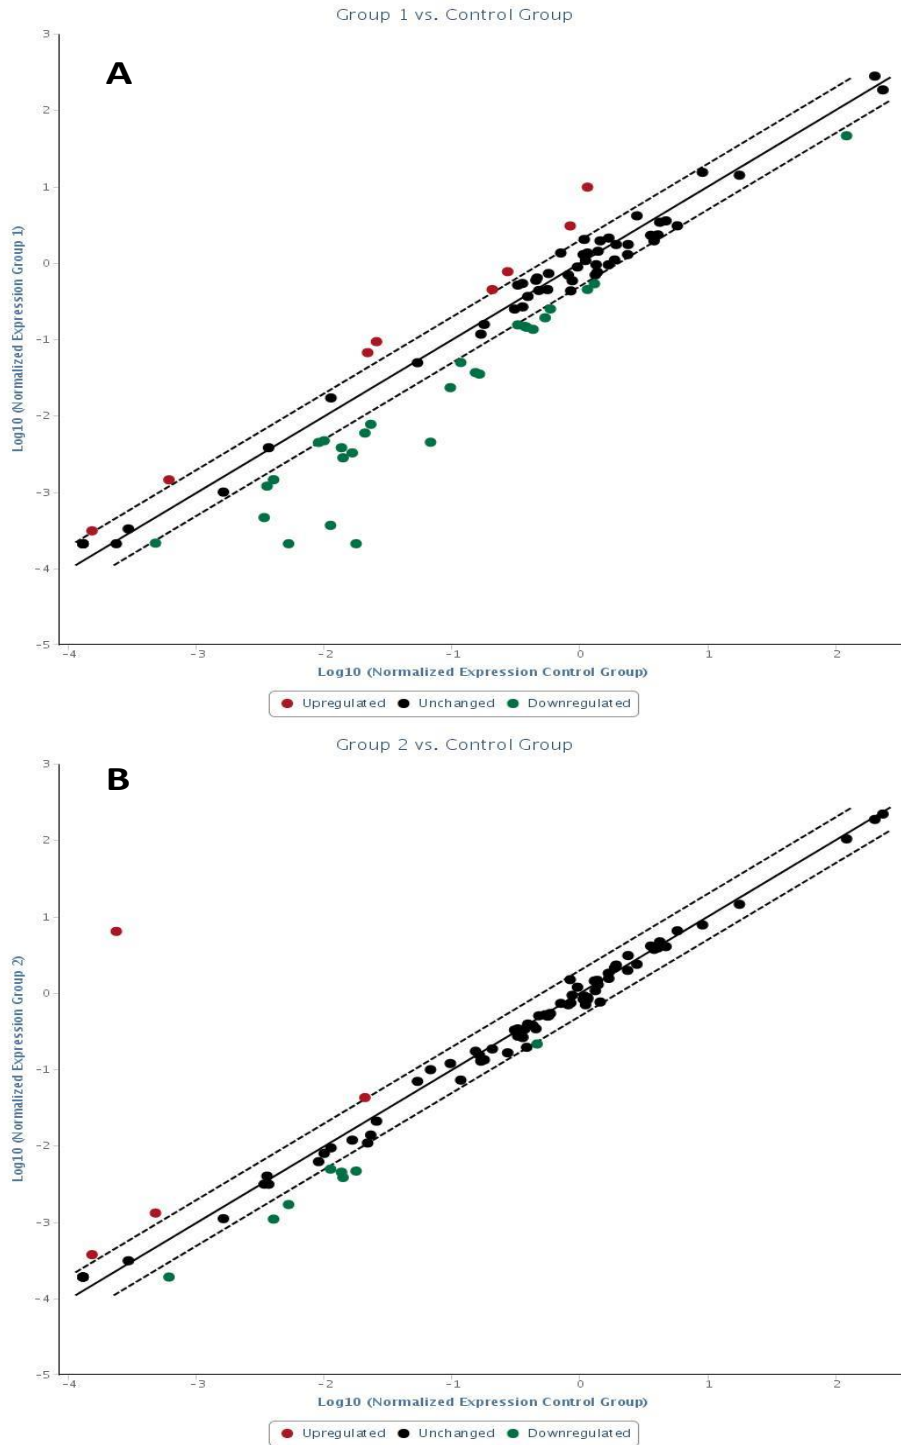 Group 1 vs. Control Group
A
3
2
1
0
-1
-2
-3
-4
-5
Log10 (Normalized Expression Group 1)
-4 -3 -2 -1 0 1 2
Log10 (Normalized Expression Control Group)
Upregulated Unchanged Downregulated
Group 2 vs. Control Group
B
3
2
1
0
-1
-2
-3
-4
-5
Log10 (Normalized Expression Group 2)
-4 -3 -2 -1 0 1 2
Log10 (Normalized Expression Control Group)
Upregulated Unchanged Downregulated